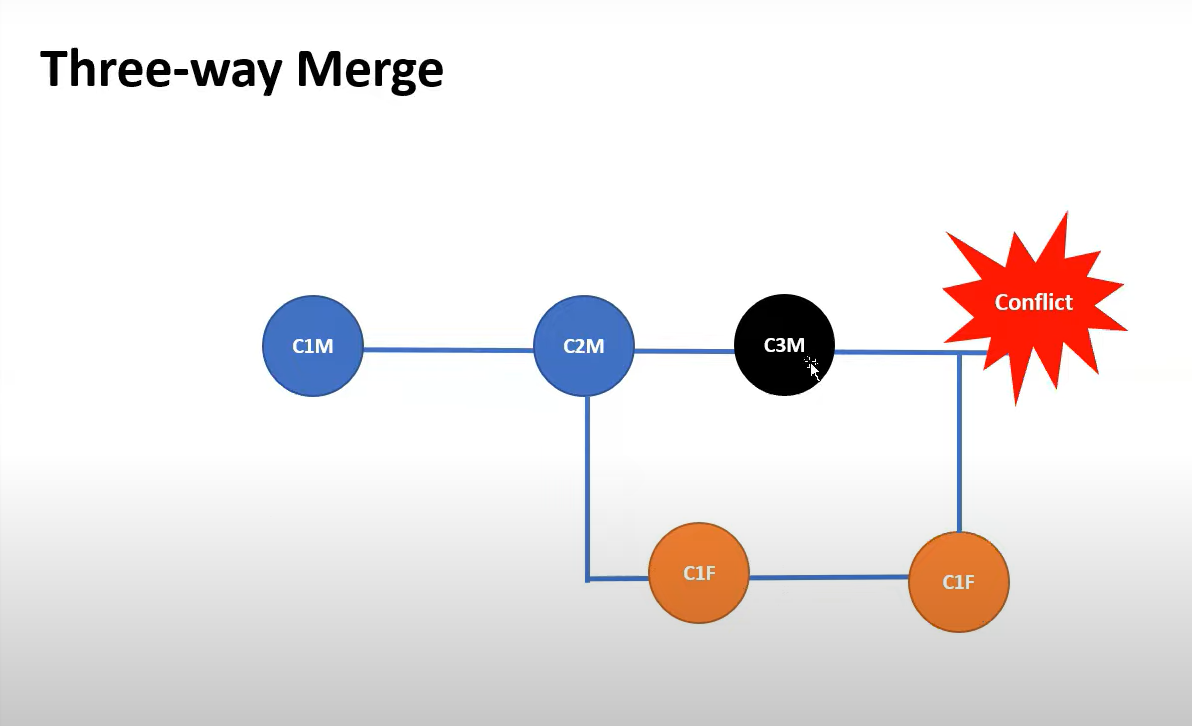 Three-way Merge
Conflict
C1M
C2M
C3M
C1F
C1F